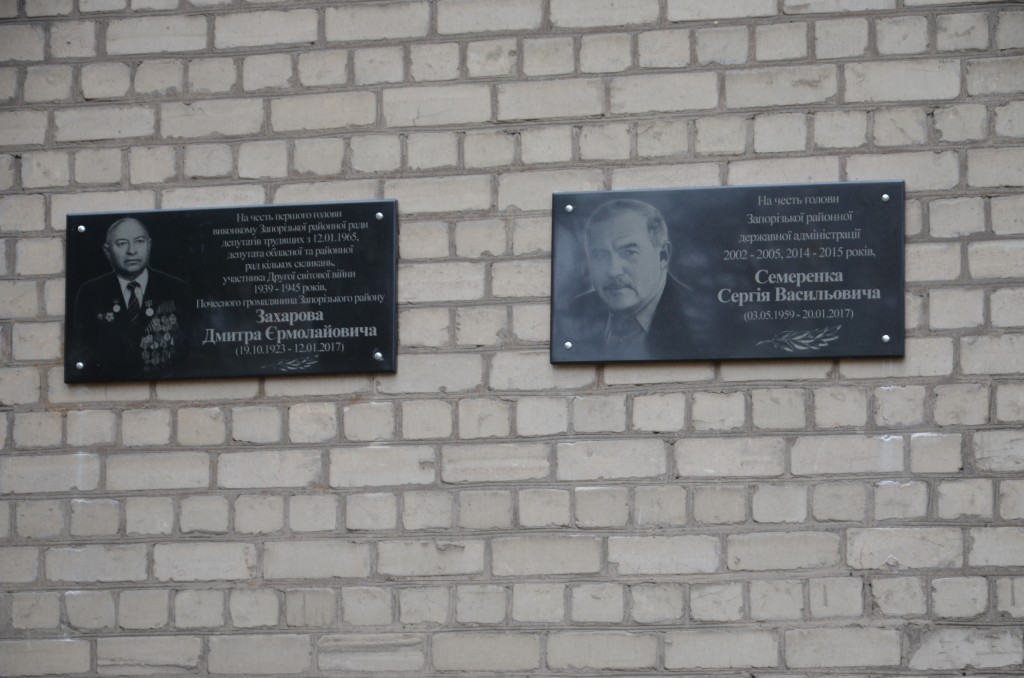 На честь першого голови
виконкому Запорізької районної ради
депутатів трудящих з 12.01.1965,
депутата обласної та районної
рад кількох скликань,
учасника Другої світової війни
1939 - 1945 років,
Почесного громадянина Запорізького району
Захарова
Дмитра Єрмолайовича
(19.10.1923 - 12.01.2017)
На честь голови
Запорізької районної
державної адміністрації
2002 - 2005, 2014 - 2015 років,
Семеренка
Сергія Васильовича
(03.05.1959 - 20.01.2017)